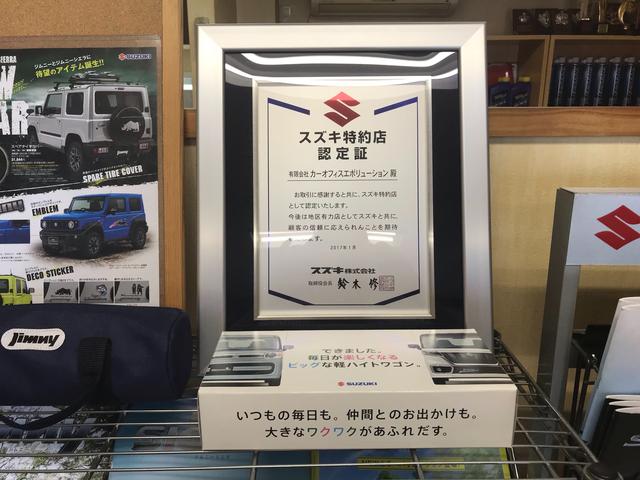 ジムニーとジムニーシエラに
待望のアイテム誕生!!
SUZUKI
SPARE TIRE COVER
EMBLEM
DECO STICKER
Jimny
スズキ特約店
認定証
有限会社 カーオフィスエボリューション 殿
お取引に感謝すると共に、スズキ特約店
として認定いたします。
今後は地区有力店としてスズキと共に、
顧客の信頼に応えられんことを期待
2017年1月
スズキ株式会社
取締役会長 鈴木 修
できました。
毎日が楽しくなる
ビッグな軽ハイトワゴン。
SUZUKI
いつもの毎日も。仲間とのお出かけも。
大きなワクワクがあふれだす。